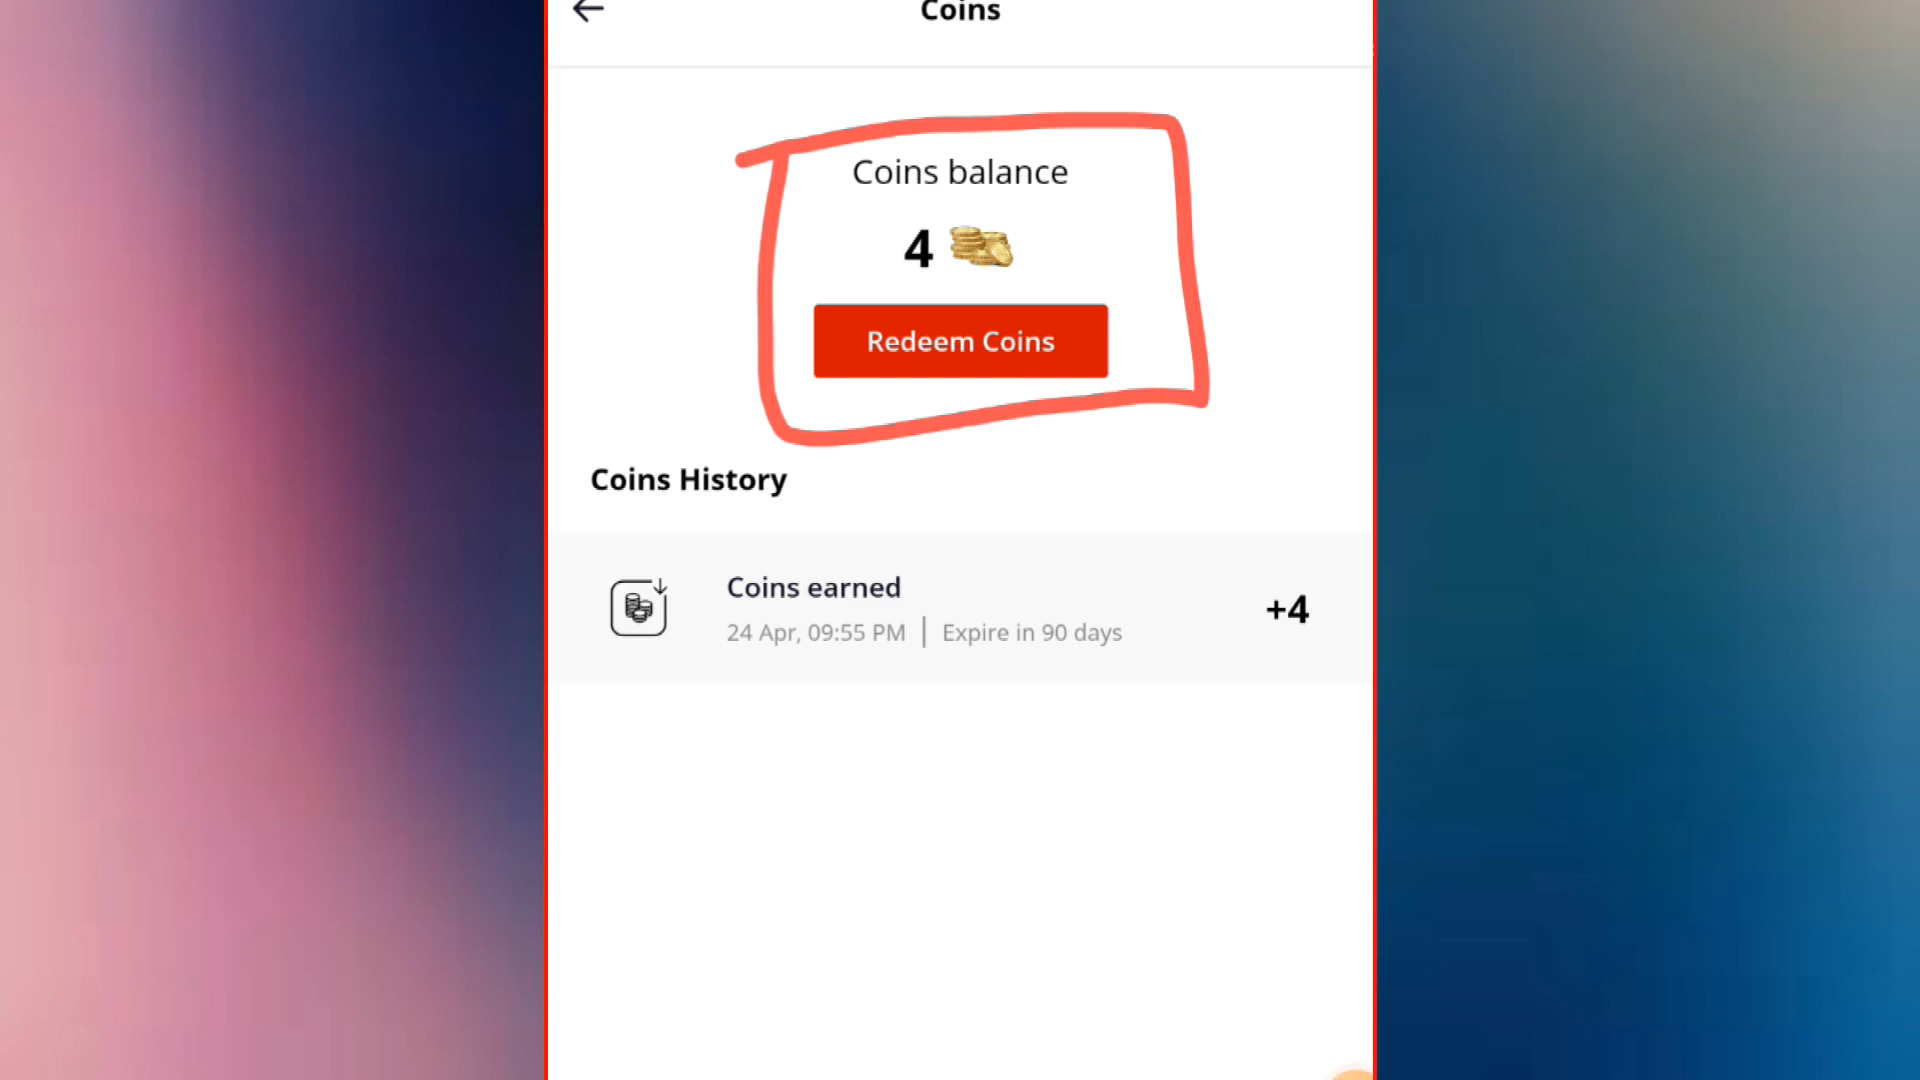 Coins
Coins balance
4
Redeem Coins
Coins History
Coins earned
24 Apr, 09:55 PM | Expire in 90 days
+4